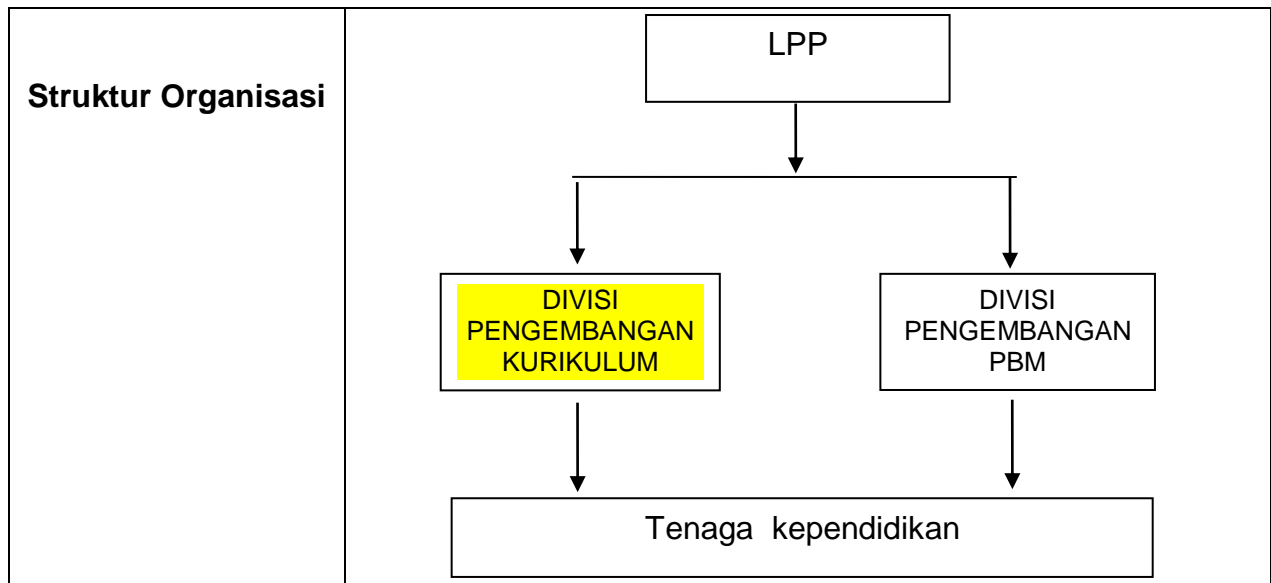 Struktur Organisasi
LPP
DIVISI
PENGEMBANGAN
KURIKULUM
DIVISI
PENGEMBANGAN
PBM
Tenaga kependidikan